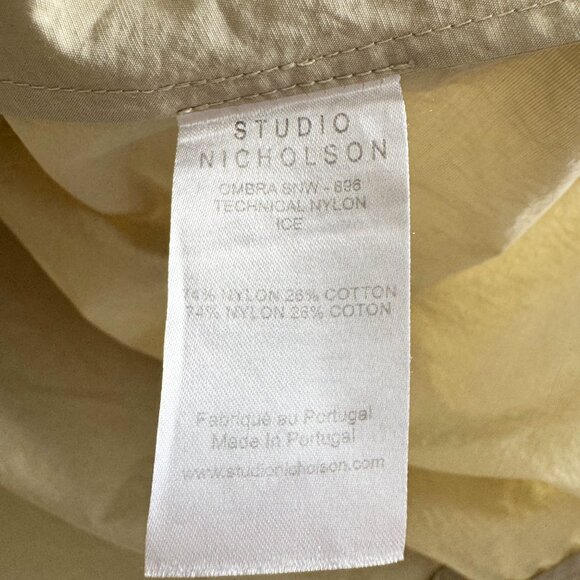 STUDIO
NICHOLSON
OMBRA SNW - 896
TECHNICAL NYLON
ICE
74% NYLON 26% COTTON
74% NYLON 26% COTON
Fabriqué au Portugal
Made In Portugal
www.studionicholson.com